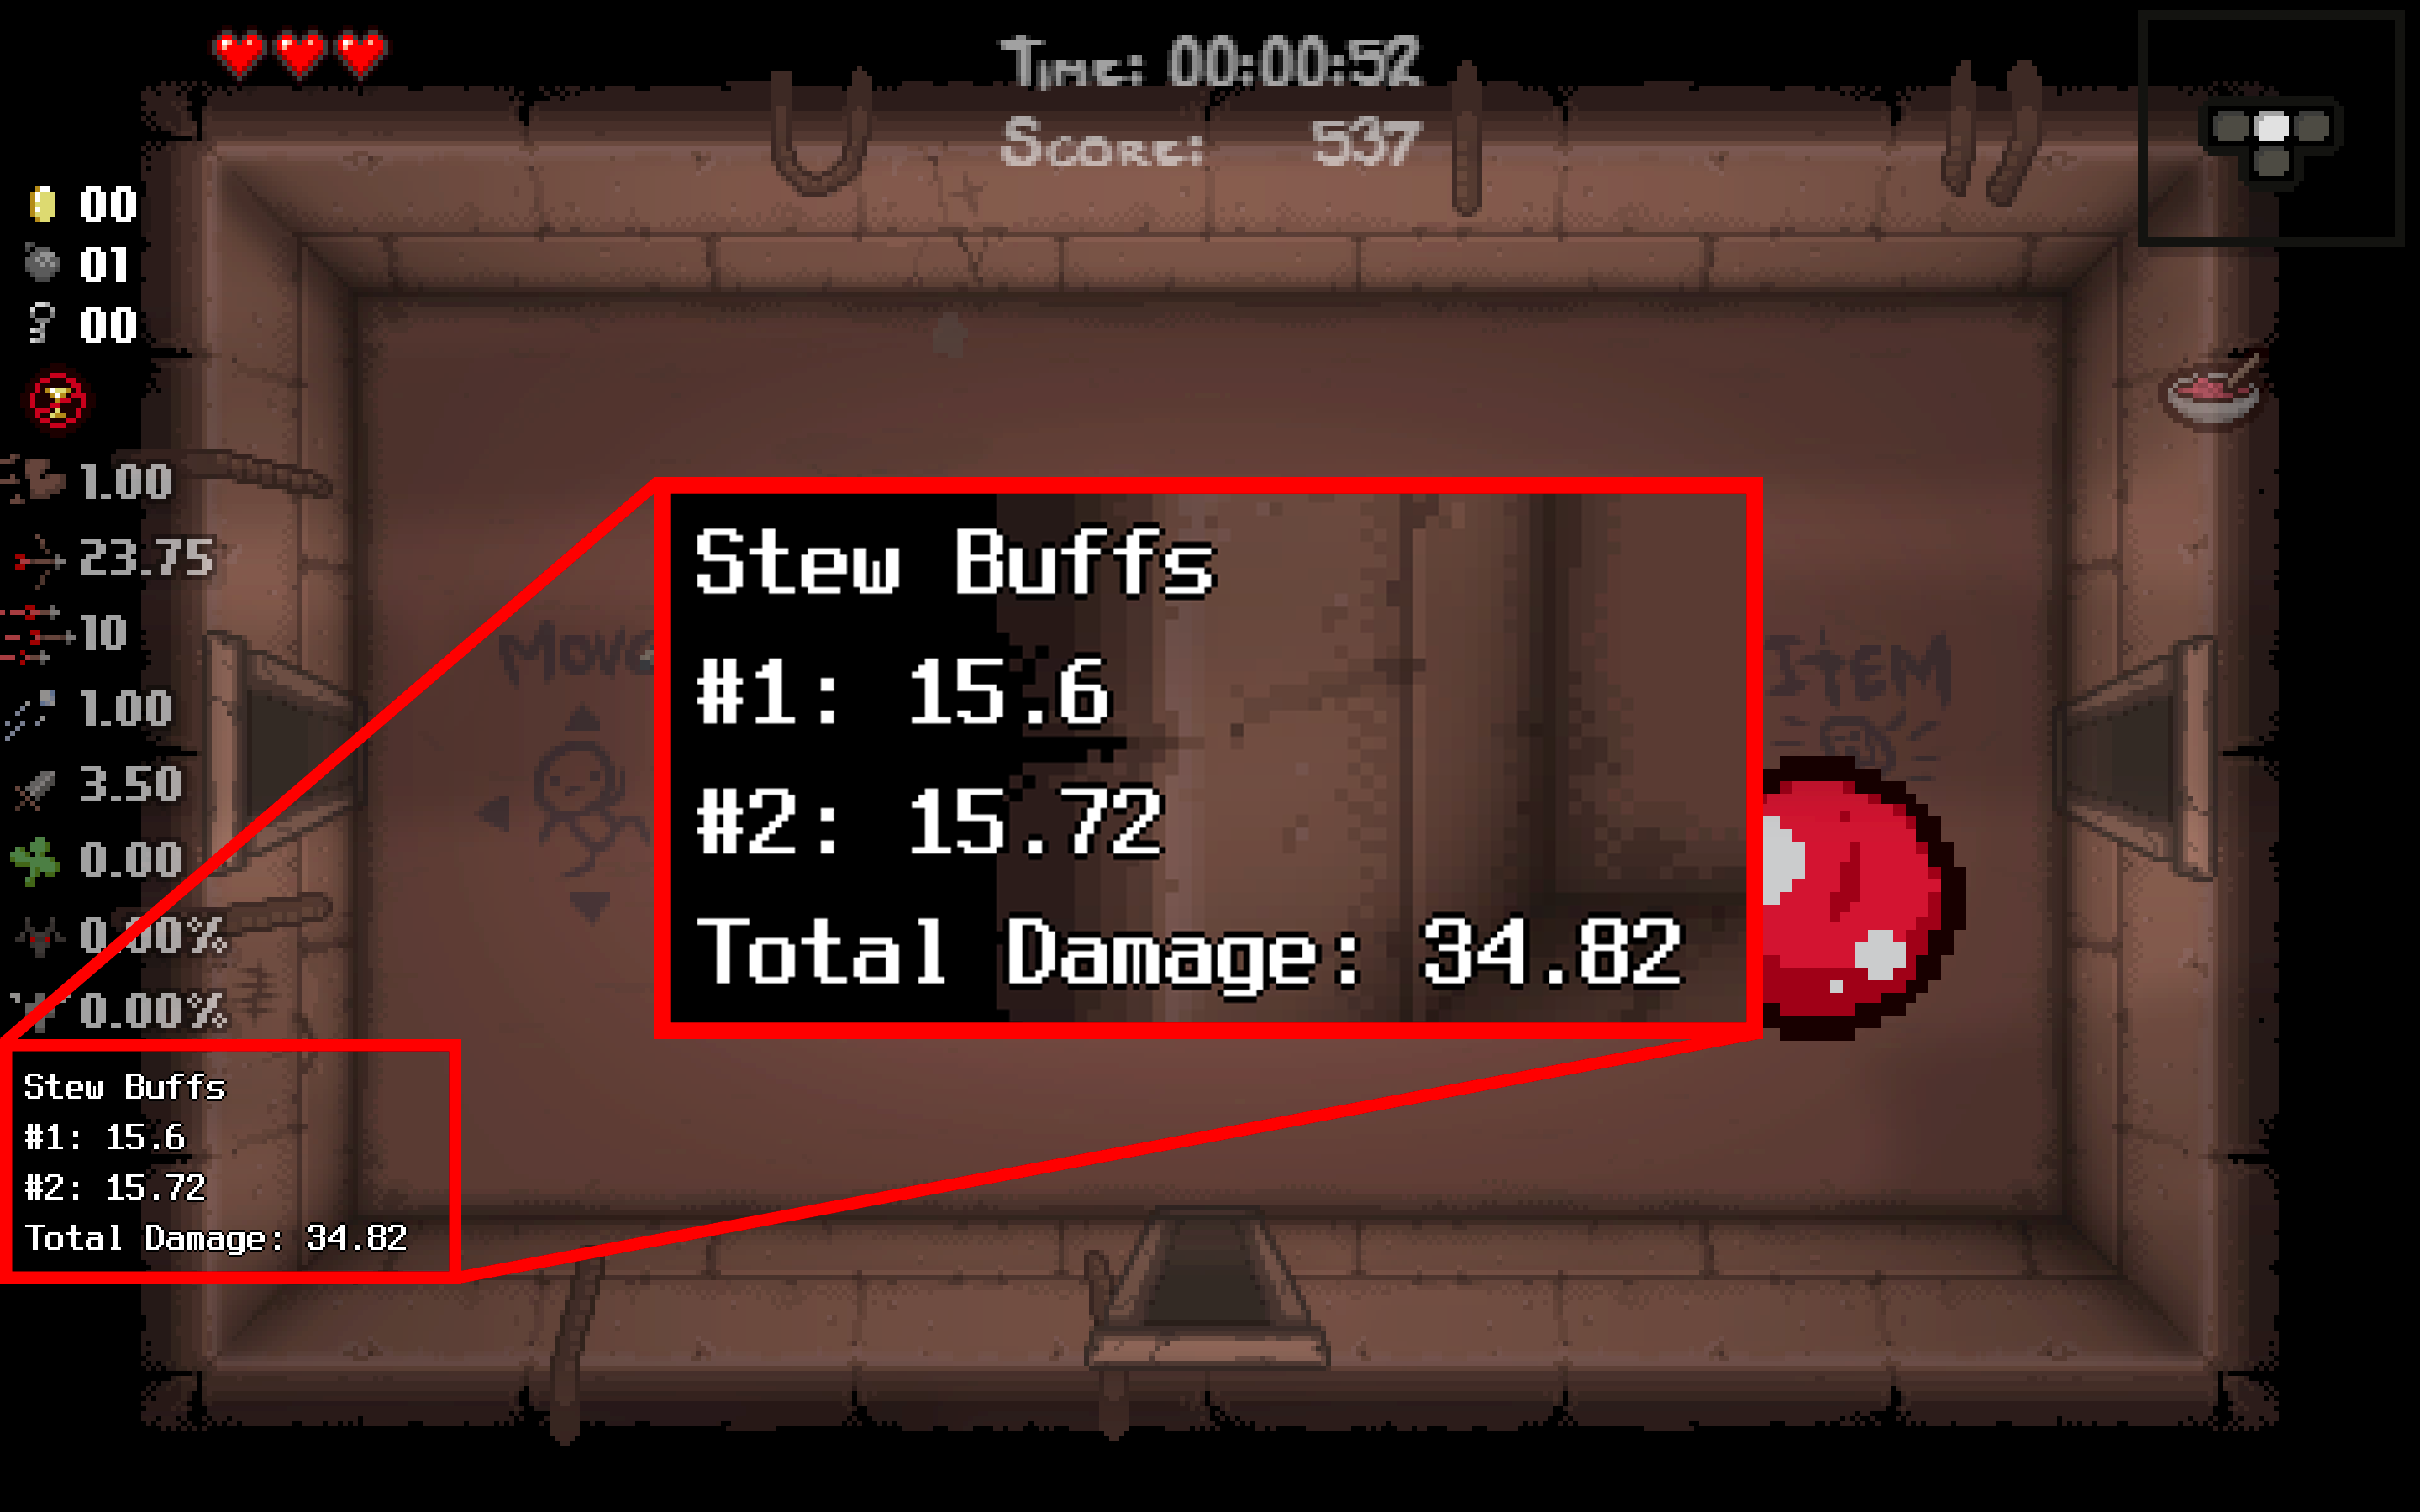 Time: 00:00:52
Score: 537
00
01
00
1.00
23.75
10
1.00
3.50
0.00
0.00%
0.00%
Move
Item
Stew Buffs
#1: 15.6
#2: 15.72
Total Damage: 34.82
Stew Buffs
#1: 15.6
#2: 15.72
Total Damage: 34.82